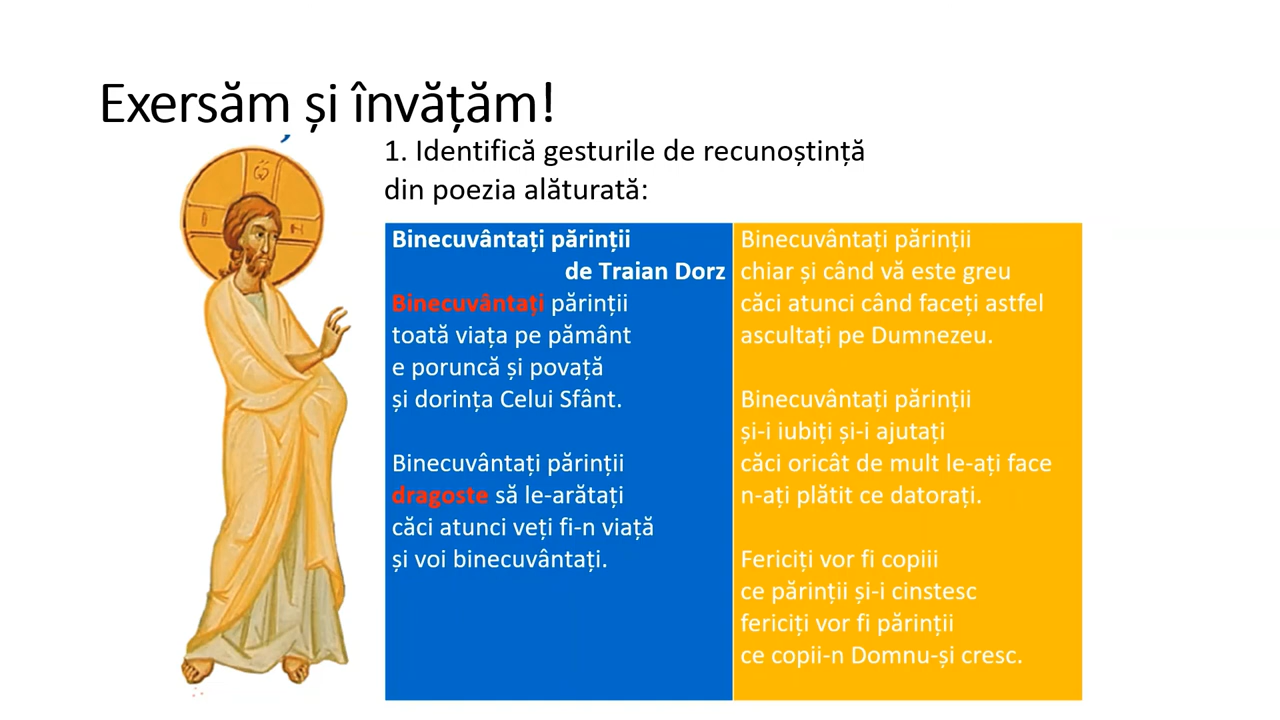 Exersăm și învățăm!
1. Identifică gesturile de recunoștință
din poezia alăturată:
Binecuvântați părinții
de Traian Dorz
Binecuvântați părinții
toată viața pe pământ
e poruncă și povață
și dorința Celui Sfânt.
Binecuvântați părinții
dragoste să le-arătați
căci atunci veți fi-n viață
și voi binecuvântați.
Binecuvântați părinții
chiar și când vă este greu
căci atunci când faceți astfel
ascultați pe Dumnezeu.
Binecuvântați părinții
și-i iubiți și-i ajutați
căci oricât de mult le-ați face
n-ați plătit ce datorați.
Fericiți vor fi copiii
ce părinții și-i cinstesc
fericiți vor fi părinții
ce copii-n Domnu-și cresc.